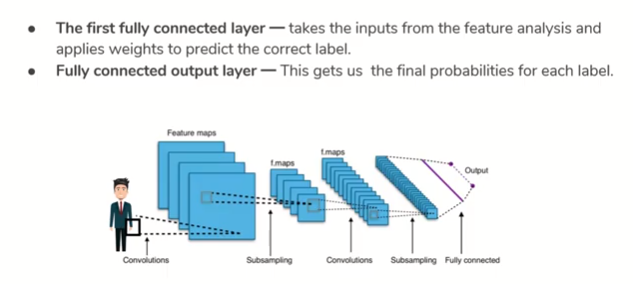 ● The first fully connected layer — takes the inputs from the feature analysis and
applies weights to predict the correct label.
● Fully connected output layer — This gets us the final probabilities for each label.
Feature maps
f.maps
f.maps
Output
Convolutions
Subsampling
Convolutions
Subsampling
Fully connected